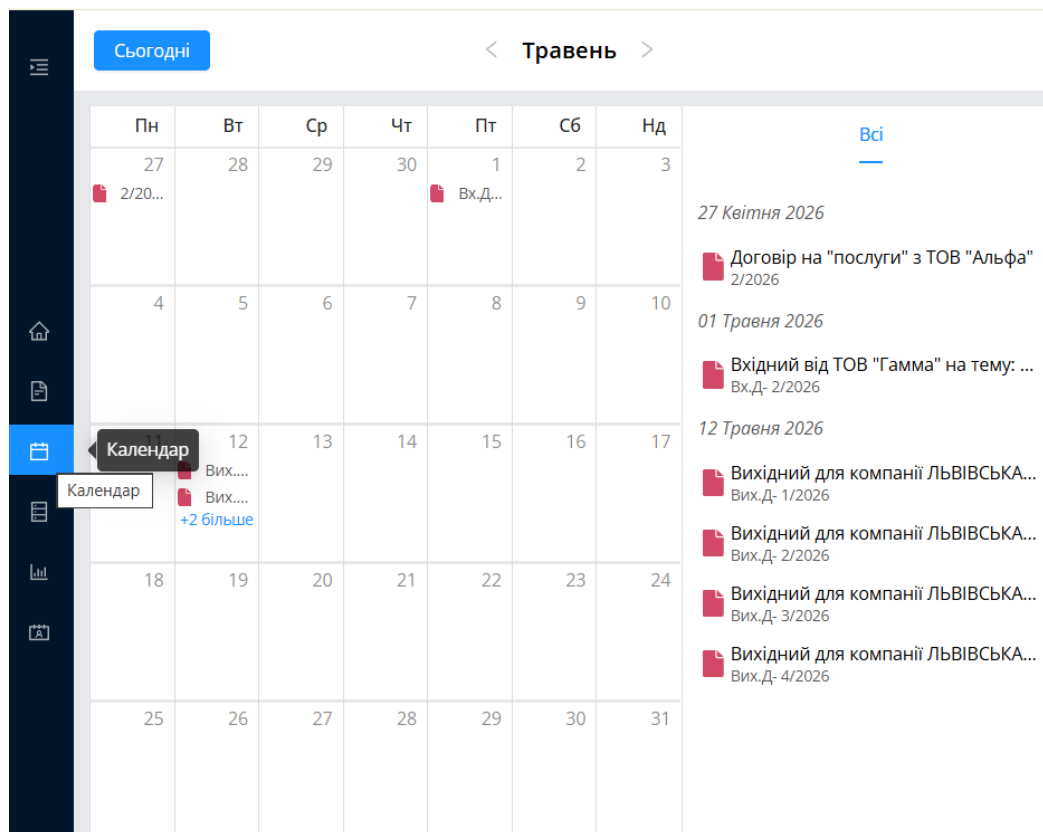 Сьогодні
< Травень >
Пн Вт Ср Чт Пт Сб Нд
27 28 29 30 1 2 3
2/20... Вх.Д...
4 5 6 7 8 9 10
11 12 13 14 15 16 17
Вих....
Вих....
+2 більше
18 19 20 21 22 23 24
25 26 27 28 29 30 31
Календар
Календар
Всі
27 Квітня 2026
Договір на "послуги" з ТОВ "Альфа"
2/2026
01 Травня 2026
Вхідний від ТОВ "Гамма" на тему: ...
Вх.Д- 2/2026
12 Травня 2026
Вихідний для компанії ЛЬВІВСЬКА...
Вих.Д- 1/2026
Вихідний для компанії ЛЬВІВСЬКА...
Вих.Д- 2/2026
Вихідний для компанії ЛЬВІВСЬКА...
Вих.Д- 3/2026
Вихідний для компанії ЛЬВІВСЬКА...
Вих.Д- 4/2026